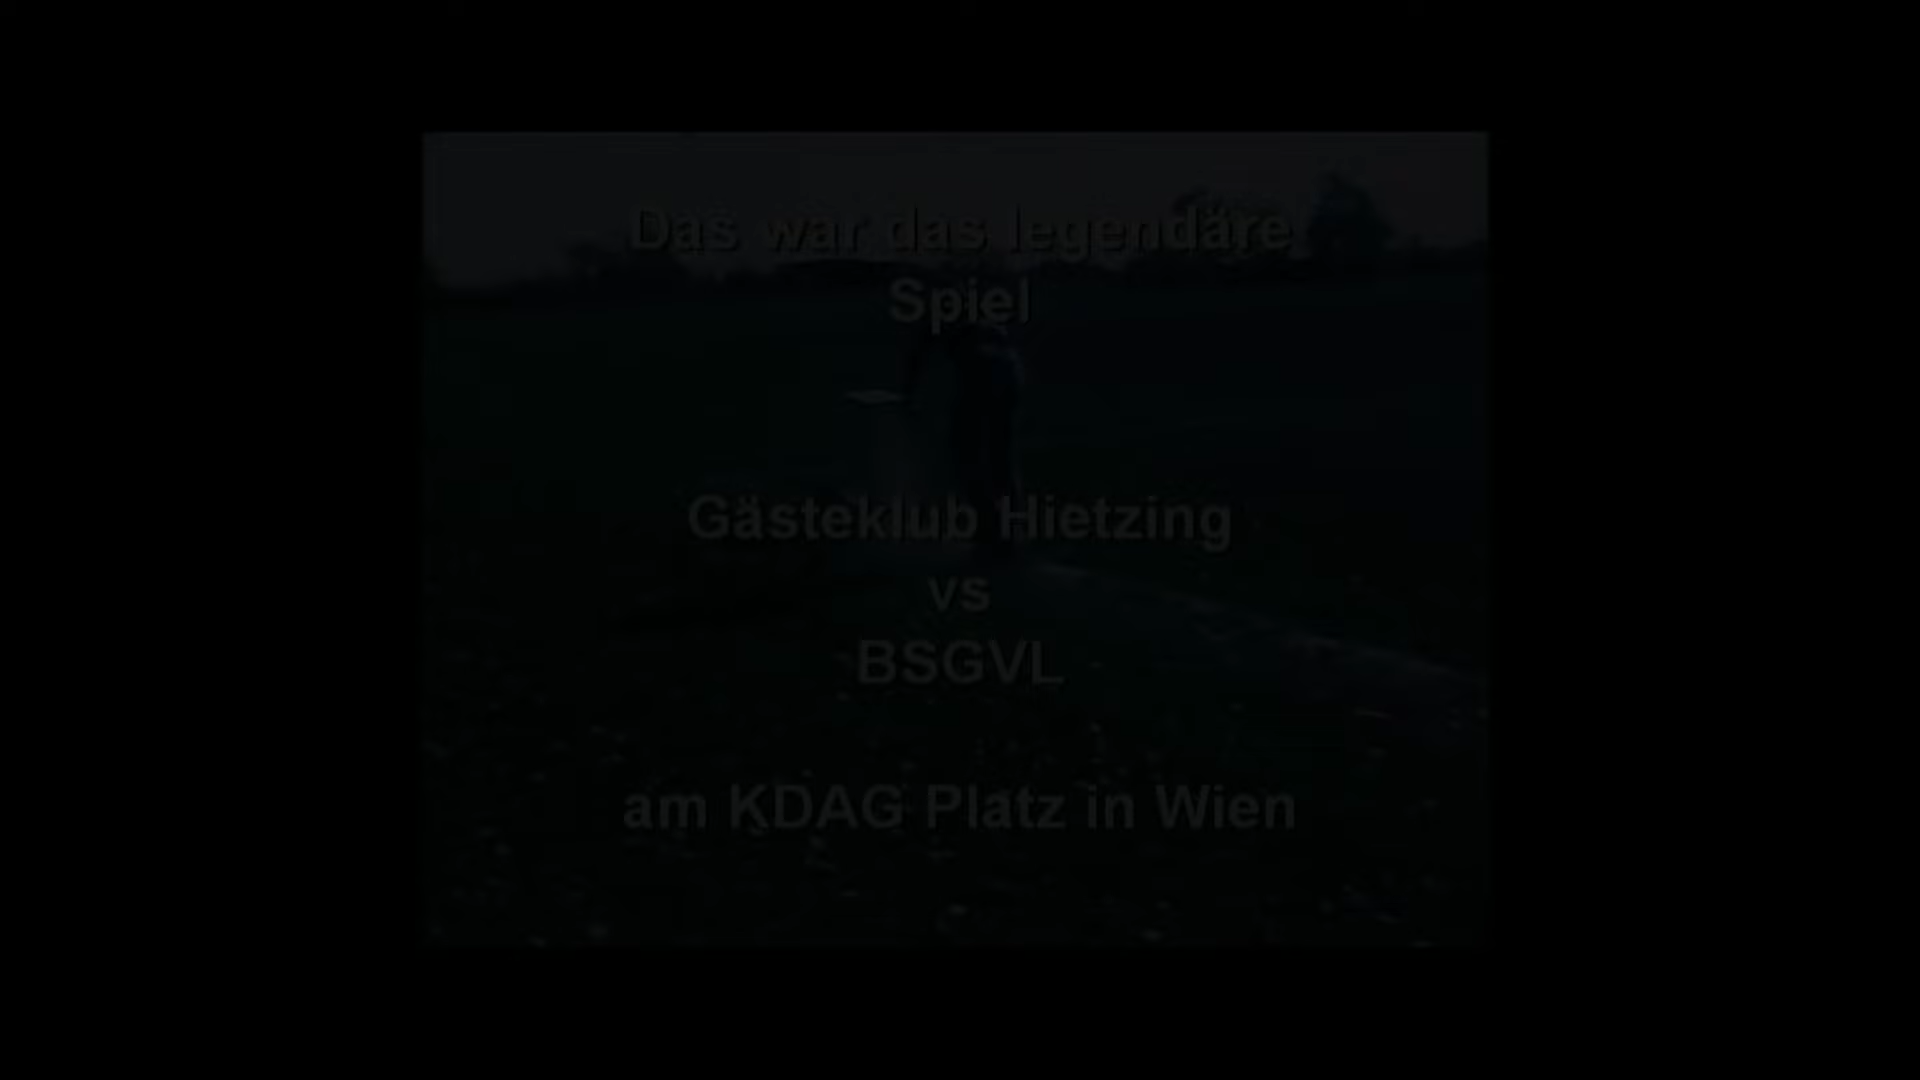 Das war das legendäre
Spiel
Gästeklub Hietzing
vs
BSGVL
am KDAG Platz in Wien